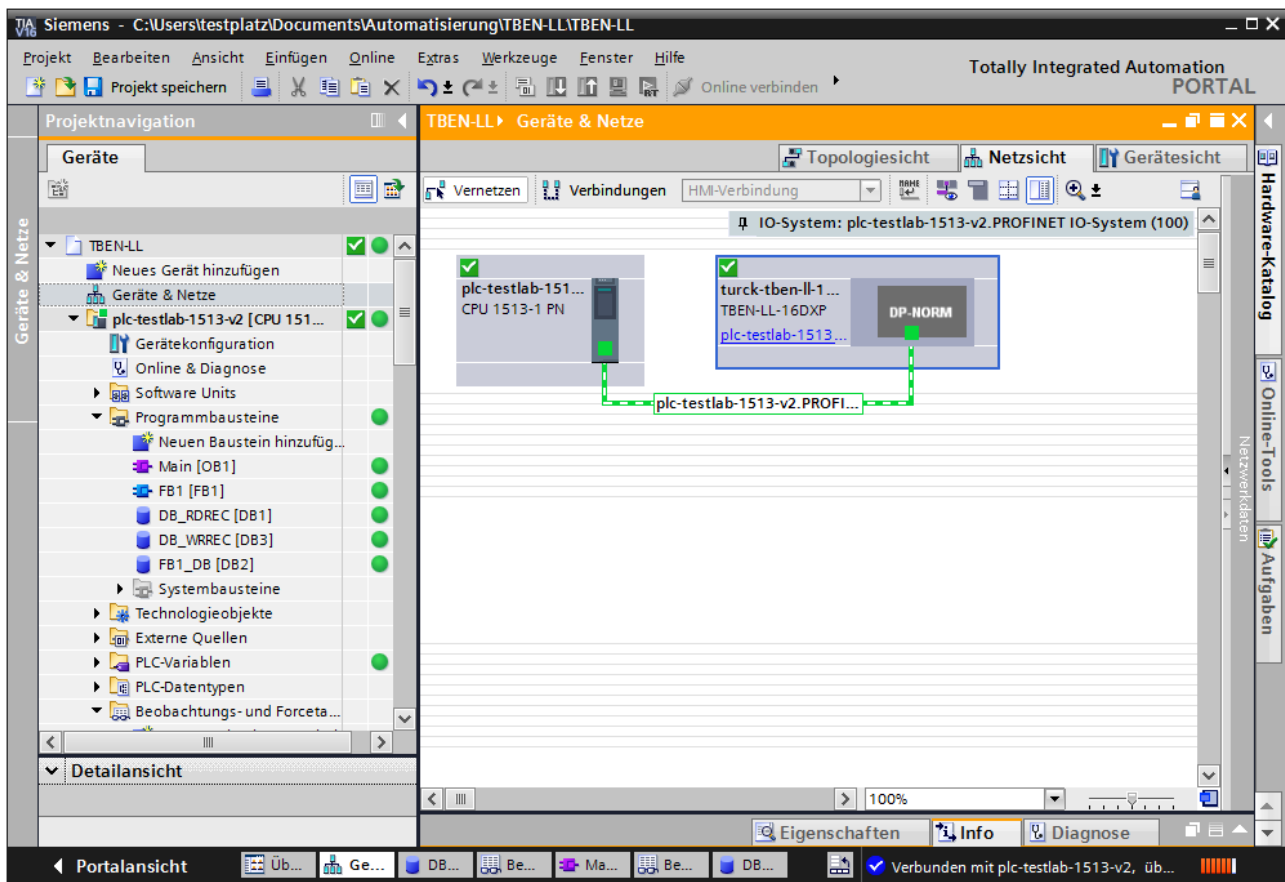 TIA V16 Siemens - C:\Users\testplatz\Documents\Automatisierung\TBEN-LL\TBEN-LL
Projekt Bearbeiten Ansicht Einfügen Online Extras Werkzeuge Fenster Hilfe
Totally Integrated Automation
PORTAL
Projekt speichern
RT
Online verbinden
Projektnavigation
TBEN-LL Geräte & Netze
Geräte
Topologiesicht
Netzsicht
Gerätesicht
Vernetzen
Verbindungen
HMI-Verbindung
NAME
IO-System: plc-testlab-1513-v2.PROFINET IO-System (100)
Geräte & Netze
TBEN-LL
Neues Gerät hinzufügen
Geräte & Netze
plc-testlab-1513-v2 [CPU 151...
Gerätekonfiguration
Online & Diagnose
Software Units
Programmbausteine
Neuen Baustein hinzufüg...
Main [OB1]
FB1 [FB1]
DB_RDREC [DB1]
DB_WRREC [DB3]
FB1_DB [DB2]
Systembausteine
Technologieobjekte
Externe Quellen
PLC-Variablen
PLC-Datentypen
Beobachtungs- und Forceta...
Detailansicht
plc-testlab-151...
CPU 1513-1 PN
turck-tben-ll-1...
TBEN-LL-16DXP
plc-testlab-1513...
DP-NORM
plc-testlab-1513-v2.PROFI...
Netzwerkdaten
Hardware-Katalog
Online-Tools
Aufgaben
100%
Eigenschaften
Info
Diagnose
Portalansicht
Üb...
Ge...
DB...
Be...
Ma...
Be...
DB...
Verbunden mit plc-testlab-1513-v2, üb...